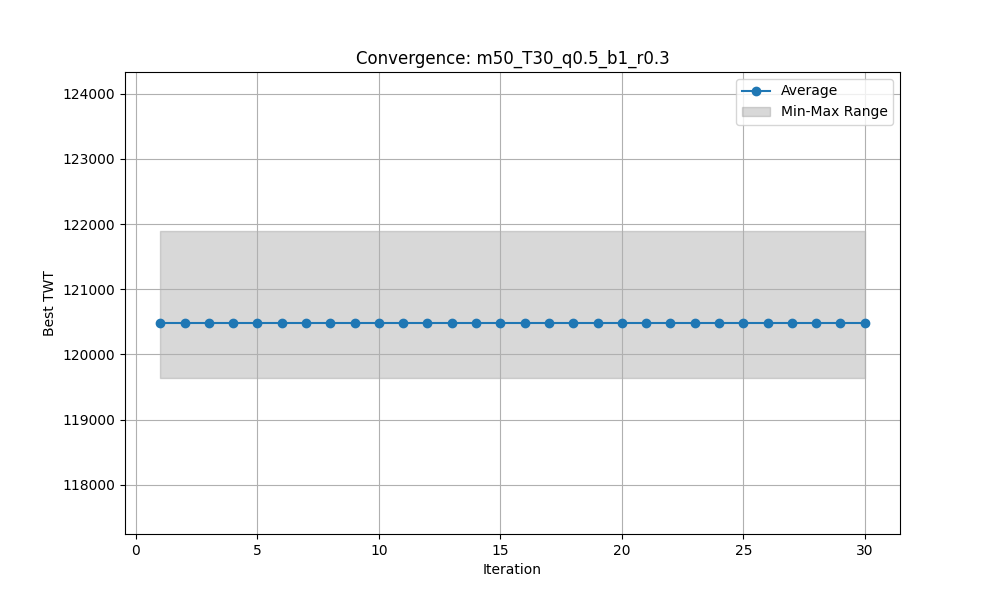 Convergence: m50_T30_q0.5_b1_r0.3
Average
Min-Max Range
124000
123000
122000
121000
120000
119000
118000
Best TWT
0 5 10 15 20 25 30
Iteration